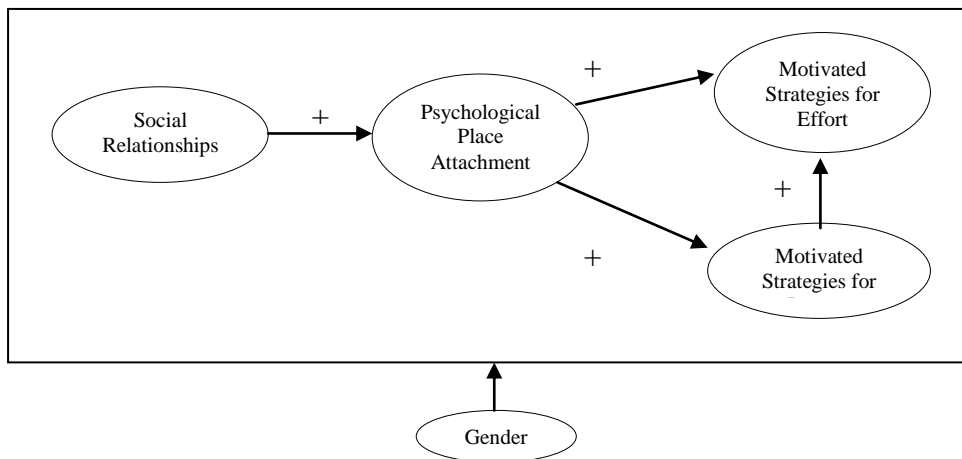 Social
Relationships
+
Psychological
Place
Attachment
+
Motivated
Strategies for
Effort
+
+
Motivated
Strategies for
Gender